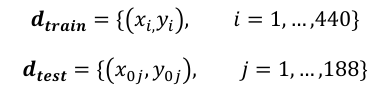 d_train = {(x_i, y_i), i = 1, … ,440}
d_test = {(x_0j, y_0j), j = 1, … ,188}